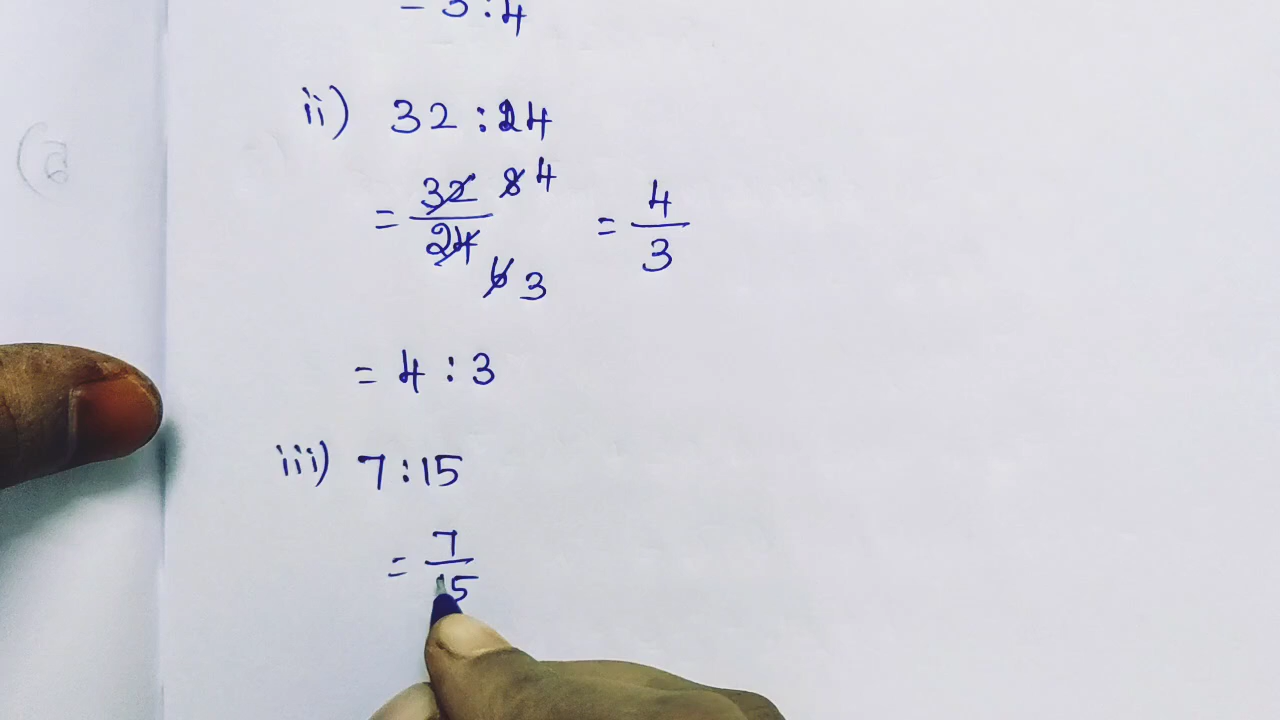 = 3 : 4
ii) 32 : 24
= 32/24 8 4 6 3 = 4/3
= 4 : 3
iii) 7 : 15
= 7/15